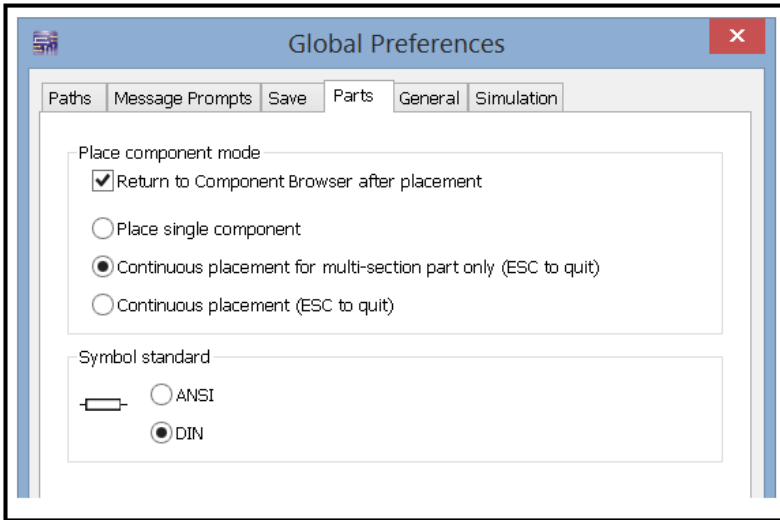 Global Preferences
Paths Message Prompts Save Parts General Simulation
Place component mode
Return to Component Browser after placement
Place single component
Continuous placement for multi-section part only (ESC to quit)
Continuous placement (ESC to quit)
Symbol standard
ANSI
DIN